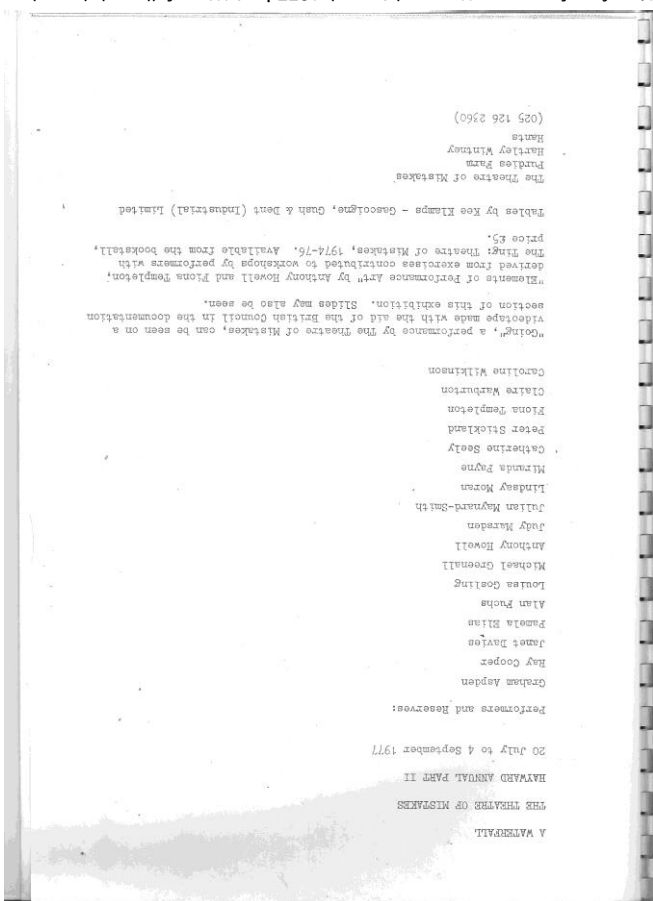 A WATERFALL
THE THEATRE OF MISTAKES
HAYWARD ANNUAL PART II
20 July to 4 September 1977
Performers and Reserves:
Graham Aspden
Ray Cooper
Janet Davies
Pamela Elias
Alan Fuchs
Louisa Gosling
Michael Greenall
Anthony Howell
Judy Marsden
Julian Maynard-Smith
Lindsay Moran
Miranda Payne
Catherine Seely
Peter Stickland
Fiona Templeton
Claire Warburton
Caroline Wilkinson
"Going", a performance by The Theatre of Mistakes, can be seen on a
videotape made with the aid of the British Council in the documentation
section of this exhibition. Slides may also be seen.
"Elements of Performance Art" by Anthony Howell and Fiona Templeton,
The Ting: Theatre of Mistakes, 1974-76. Available from the bookstall,
derived from exercises contributed to workshops by performers with
price £5.
Tables by Kee Klamps - Gascoigne, Gush & Dent (Industrial) Limited
The Theatre of Mistakes
Purdies Farm
Hartley Wintney
Hants
(025 126 2360)